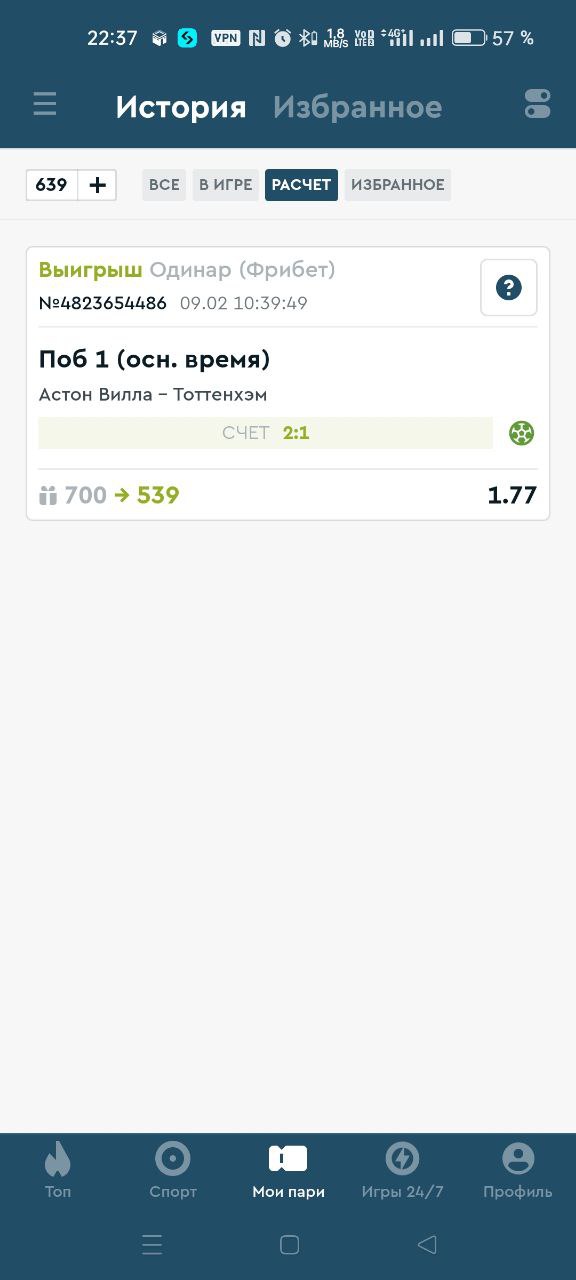 22:37 VPN 1,8 MB/S VoD LTE2 4G+ 57 %
История Избранное
639 + ВСЕ В ИГРЕ РАСЧЕТ ИЗБРАННОЕ
Выигрыш Одинар (Фрибет)
№4823654486 09.02 10:39:49
?
Поб 1 (осн. время)
Астон Вилла – Тоттенхэм
СЧЕТ 2:1
700 → 539 1.77
Топ Спорт Мои пари Игры 24/7 Профиль